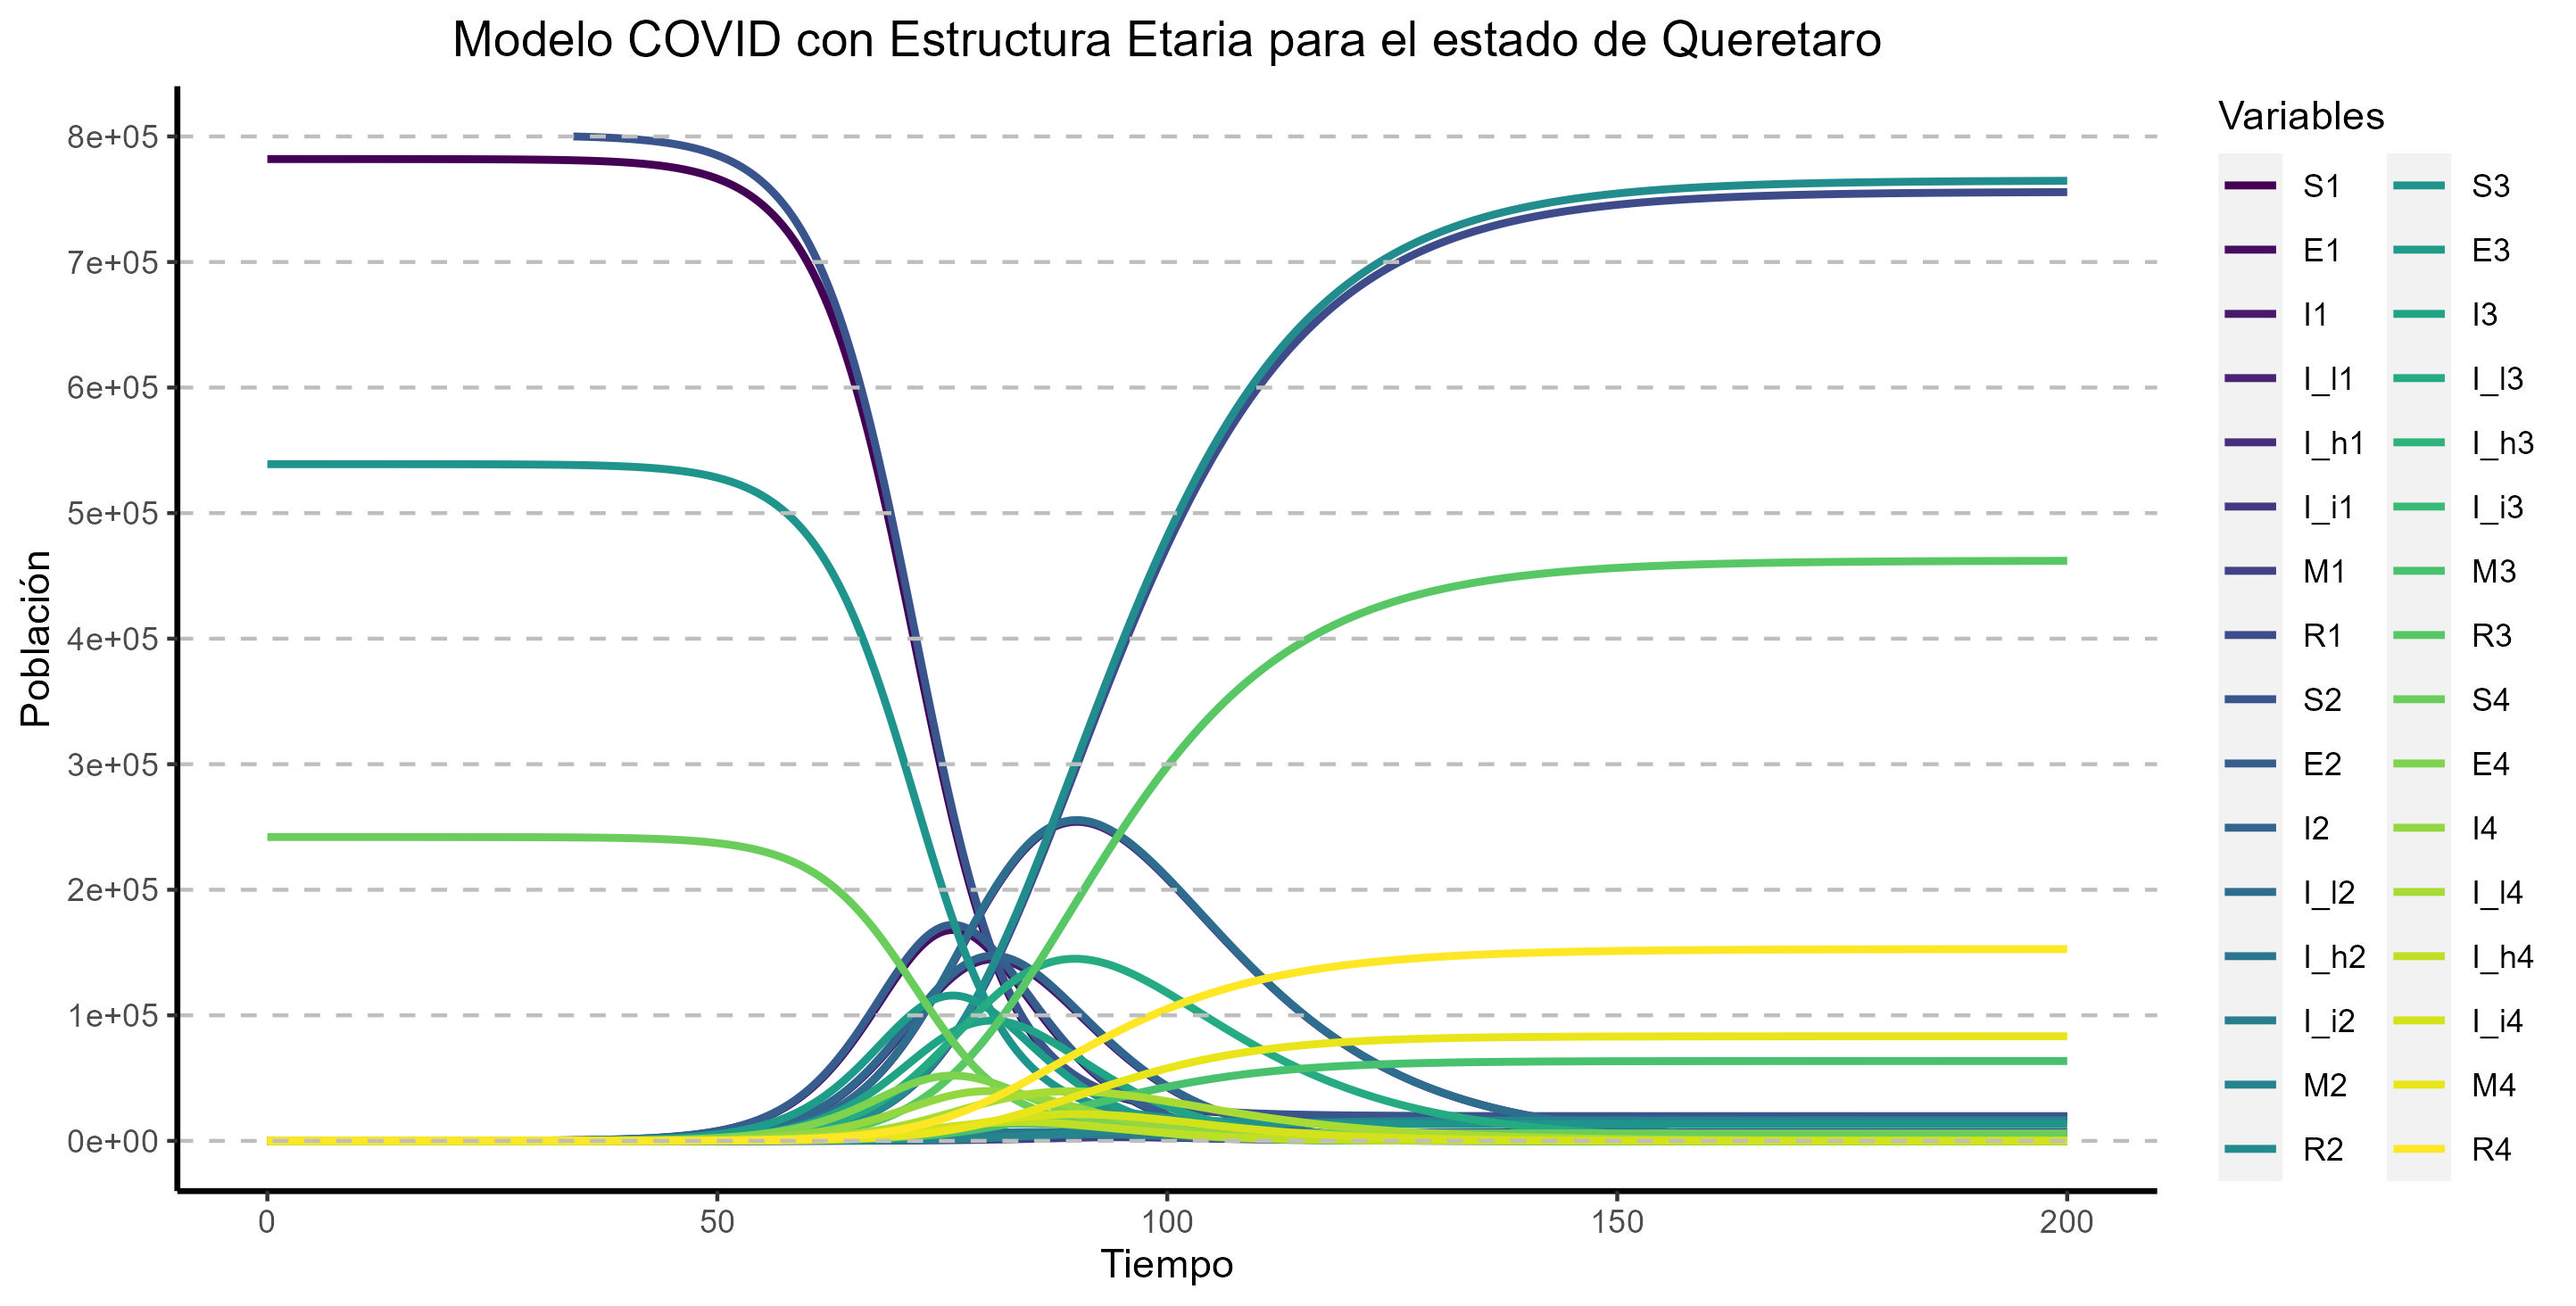 Modelo COVID con Estructura Etaria para el estado de Queretaro
Población
8e+05
7e+05
6e+05
5e+05
4e+05
3e+05
2e+05
1e+05
0e+00
0 50 100 150 200
Tiempo
Variables
S1 S3
E1 E3
I1 I3
I_l1 I_l3
I_h1 I_h3
I_i1 I_i3
M1 M3
R1 R3
S2 S4
E2 E4
I2 I4
I_l2 I_l4
I_h2 I_h4
I_i2 I_i4
M2 M4
R2 R4